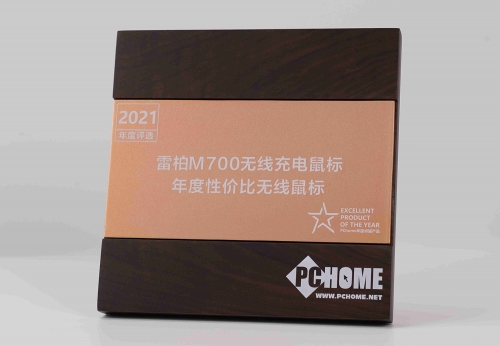 2021
年度评选
雷柏M700无线充电鼠标
年度性价比无线鼠标
EXCELLENT
PRODUCT
OF THE YEAR
PCHOME
WWW.PCHOME.NET